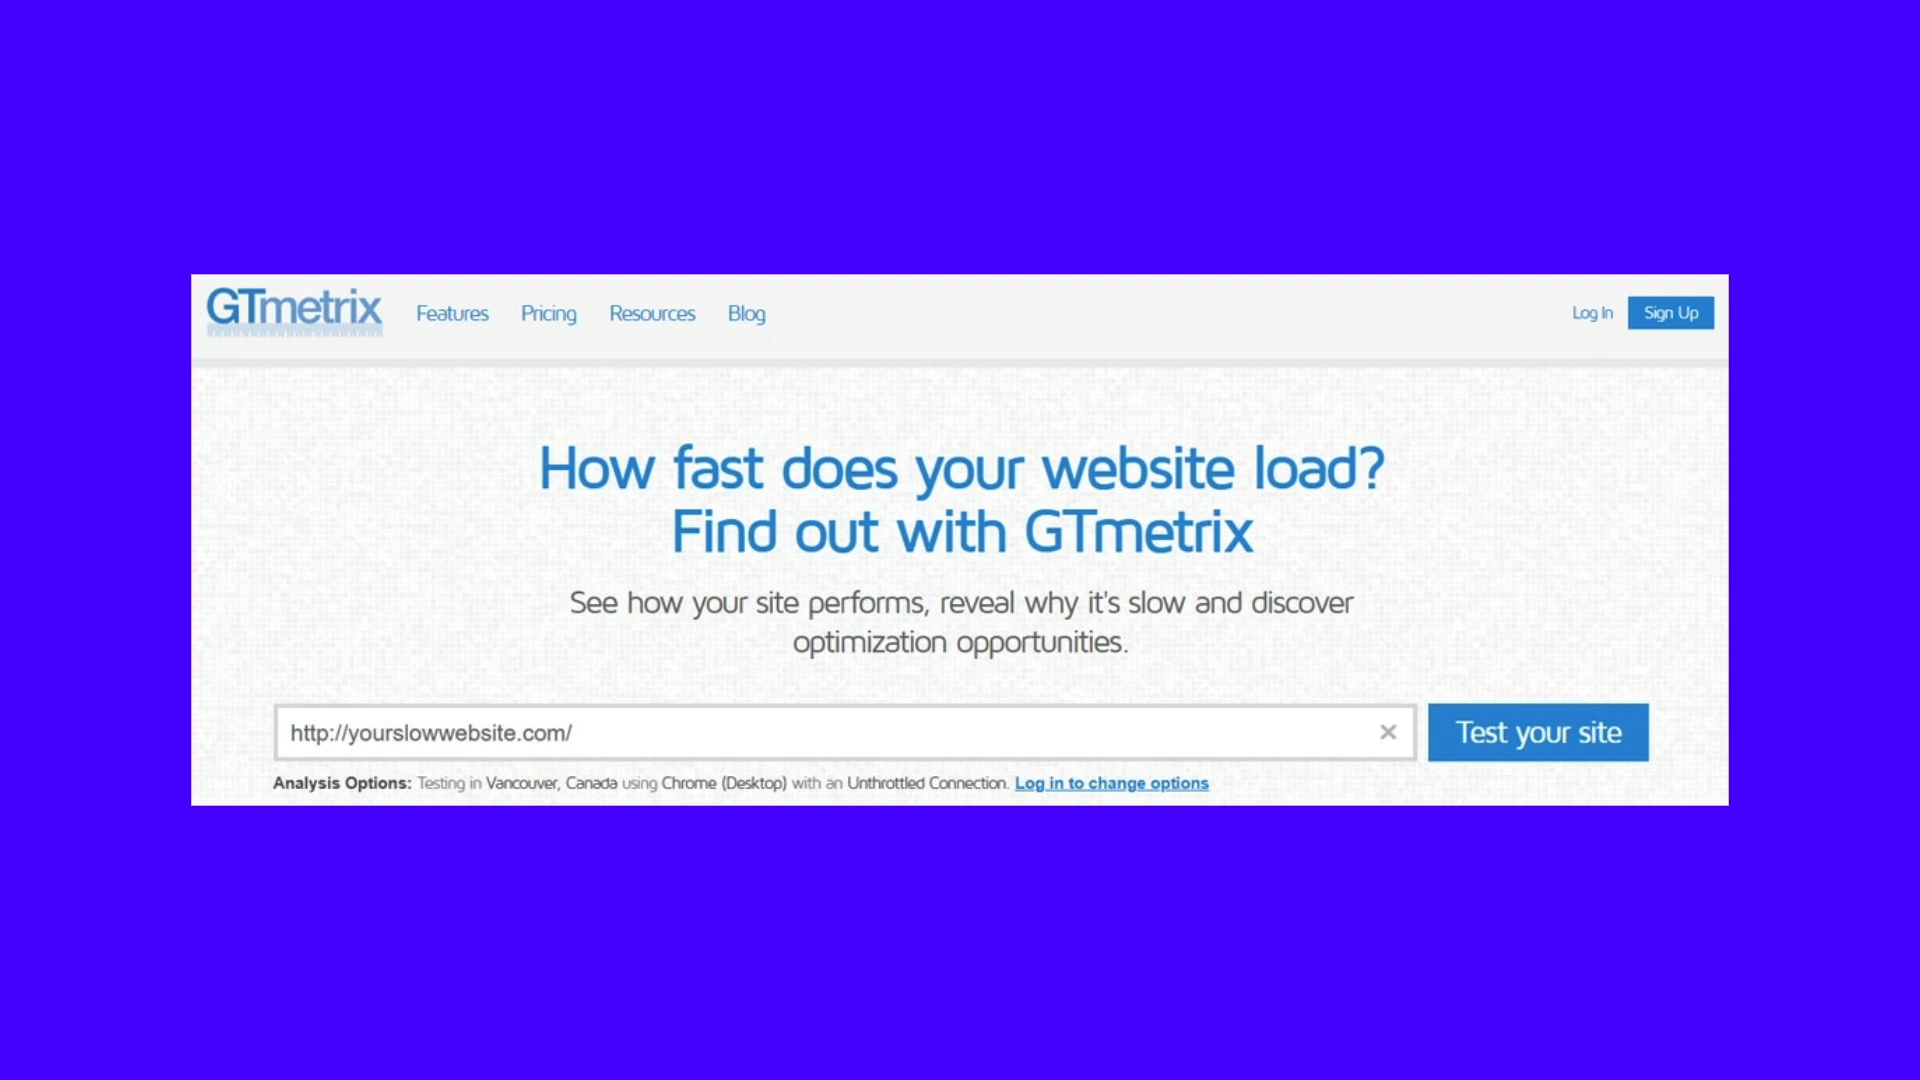 GTmetrix Features Pricing Resources Blog Log In Sign Up
How fast does your website load?
Find out with GTmetrix
See how your site performs, reveal why it's slow and discover
optimization opportunities.
http://yourslowwebsite.com/ × Test your site
Analysis Options: Testing in Vancouver, Canada using Chrome (Desktop) with an Unthrottled Connection. Log in to change options